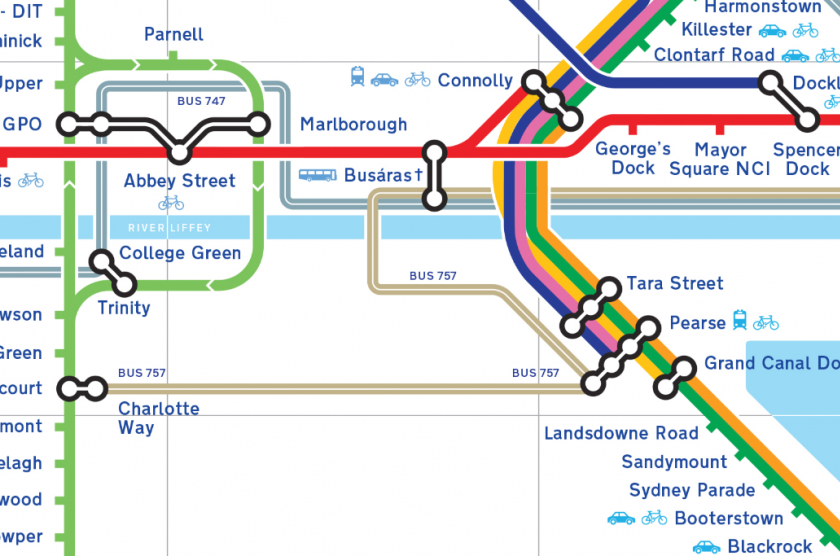 - DIT
Harmonstown
Killester
Parnell
Clontarf Road
Connolly
BUS 747
GPO
Marlborough
George's
Dock
Mayor
Square NCI
Spencer
Dock
Abbey Street
Busáras†
RIVER LIFFEY
College Green
BUS 757
Tara Street
Trinity
Pearse
Green
Grand Canal Do
BUS 757
BUS 757
court
Charlotte
Way
mont
Landsdowne Road
elagh
Sandymount
Sydney Parade
wood
Booterstown
owper
Blackrock
Upper
inick
Dockl
eland
wson
is